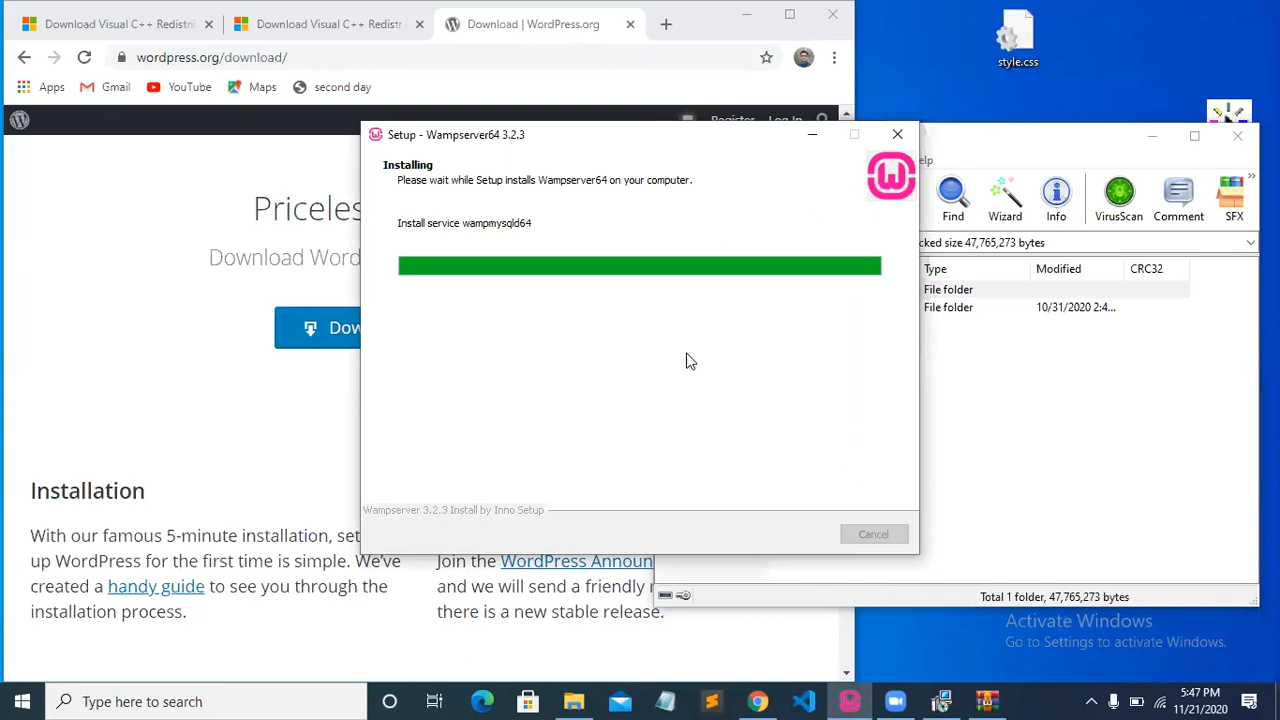 Download Visual C++ Redistril
Download Visual C++ Redistr
Download | WordPress.org
wordpress.org/download/
Apps
Gmail
YouTube
Maps
second day
style.css
Register
Log In
Setup - Wampserver64 3.2.3
Installing
Please wait while Setup installs Wampserver64 on your computer.
Install service wampmysqld64
Wampserver 3.2.3 Install by Inno Setup
Cancel
Priceles
Download Word
Dow
elp
Find
Wizard
Info
VirusScan
Comment
SFX
cked size 47,765,273 bytes
Type
Modified
CRC32
File folder
File folder
10/31/2020 2:4...
Total 1 folder, 47,765,273 bytes
Installation
With our famous 5-minute installation, set
up WordPress for the first time is simple. We've
created a handy guide to see you through the
installation process.
Join the WordPress Announ
and we will send a friendly
there is a new stable release.
Activate Windows
Go to Settings to activate Windows.
Type here to search
5:47 PM
11/21/2020